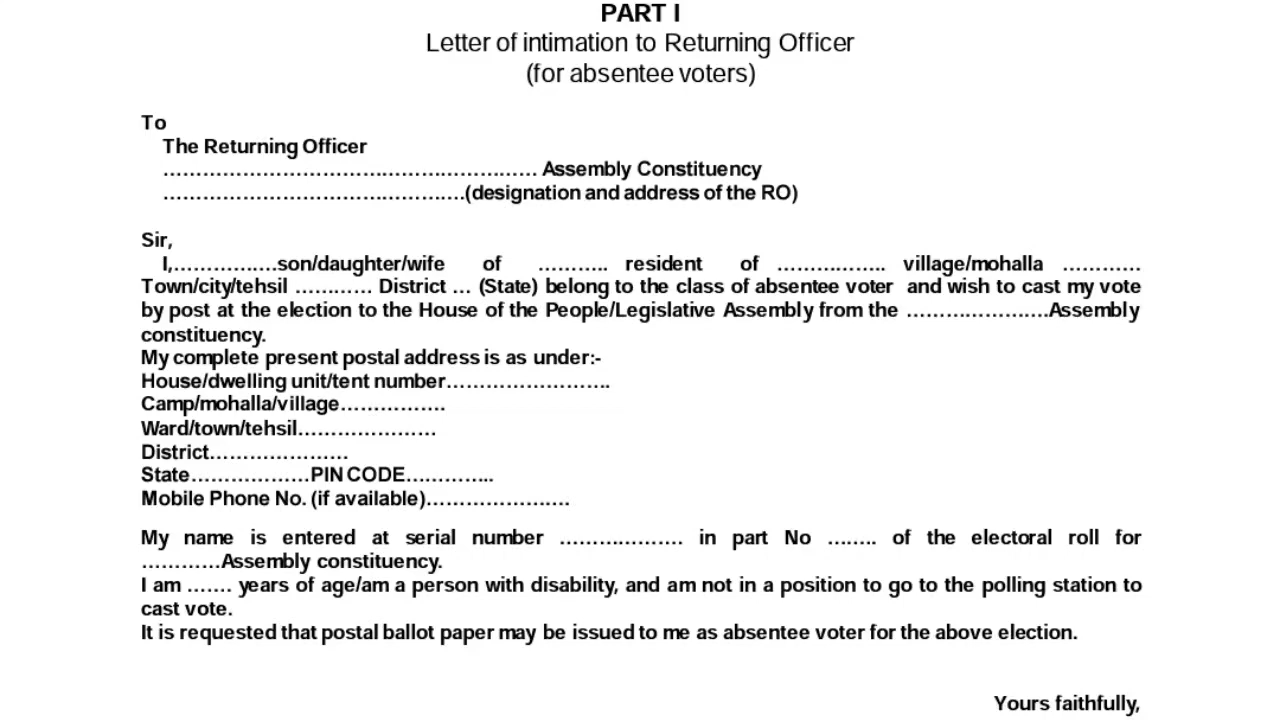 PART I
Letter of intimation to Returning Officer
(for absentee voters)
To
The Returning Officer
…………………………………………………. Assembly Constituency
……………………………………….(designation and address of the RO)
Sir,
I,…………….son/daughter/wife of ……….. resident of …………….. village/mohalla …………
Town/city/tehsil ………… District … (State) belong to the class of absentee voter and wish to cast my vote
by post at the election to the House of the People/Legislative Assembly from the ………………….Assembly
constituency.
My complete present postal address is as under:-
House/dwelling unit/tent number……………………..
Camp/mohalla/village…………….
Ward/town/tehsil…………………
District…………………
State………………PIN CODE…………..
Mobile Phone No. (if available)………………….
My name is entered at serial number ……………… in part No …….. of the electoral roll for
…………Assembly constituency.
I am ……. years of age/am a person with disability, and am not in a position to go to the polling station to
cast vote.
It is requested that postal ballot paper may be issued to me as absentee voter for the above election.
Yours faithfully,